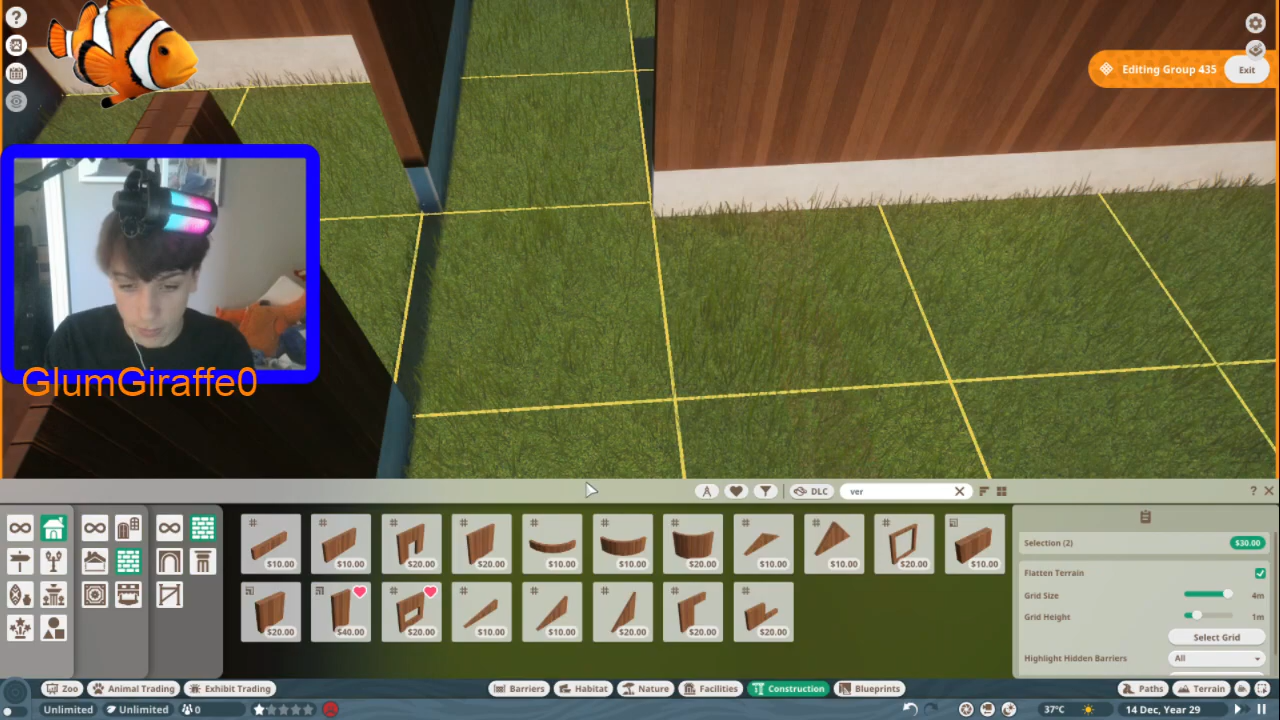 ?
Editing Group 435
Exit
GlumGiraffe0
DLC
ver
?
$10.00
$10.00
$20.00
$20.00
$10.00
$10.00
$20.00
$10.00
$10.00
$20.00
$10.00
$20.00
$40.00
$20.00
$10.00
$10.00
$20.00
$20.00
$20.00
Selection (2)
$30.00
Flatten Terrain
Grid Size
4m
Grid Height
1m
Select Grid
Highlight Hidden Barriers
All
Zoo
Animal Trading
Exhibit Trading
Barriers
Habitat
Nature
Facilities
Construction
Blueprints
Paths
Terrain
Unlimited
Unlimited
0
37°C
14 Dec, Year 29